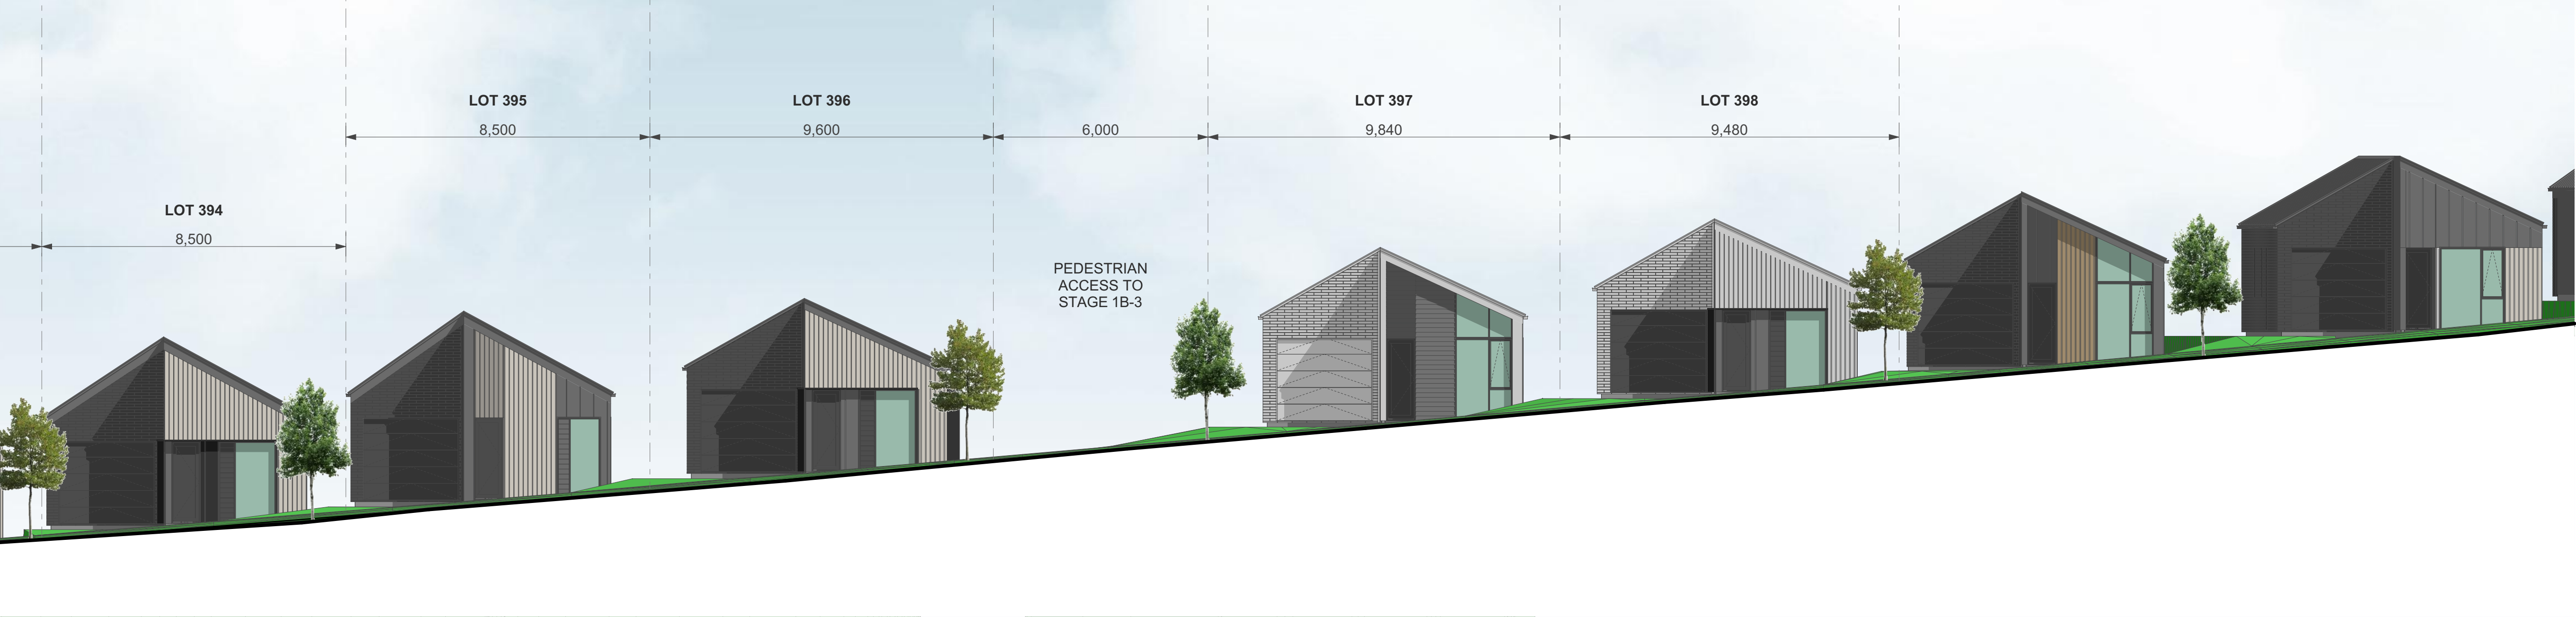 LOT 394
8,500
LOT 395
8,500
LOT 396
9,600
6,000
PEDESTRIAN
ACCESS TO
STAGE 1B-3
LOT 397
9,840
LOT 398
9,480